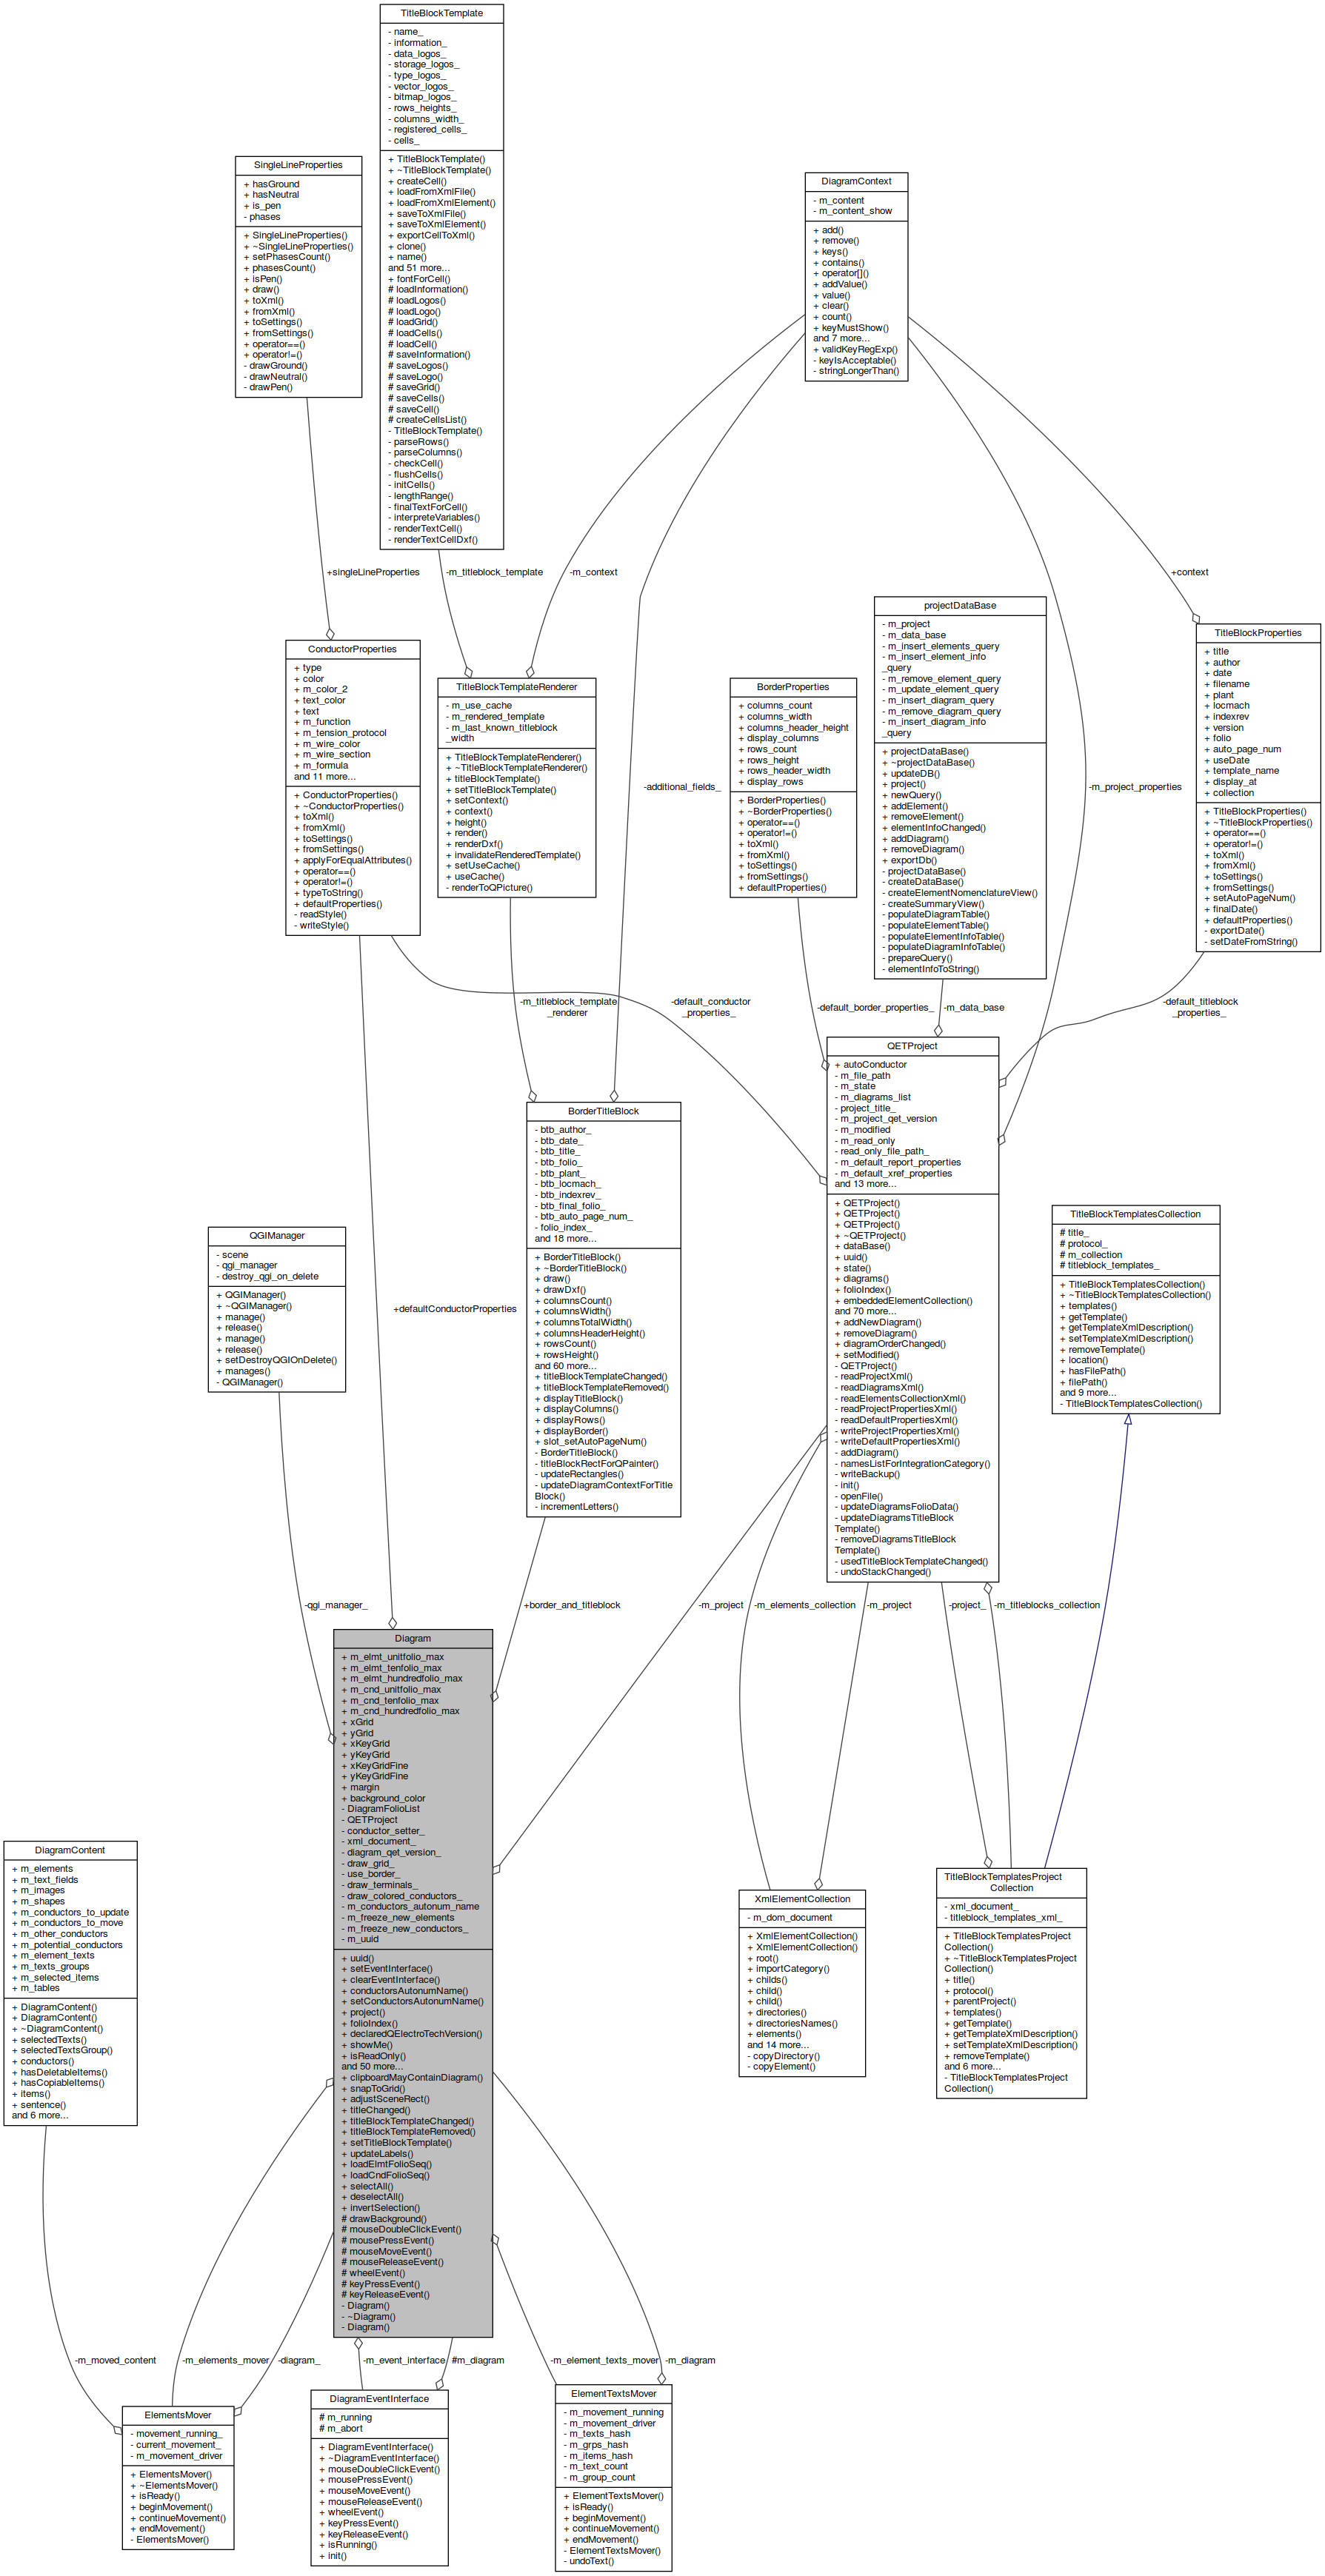 TitleBlockTemplate
- name_
- information_
- data_logos_
- storage_logos_
- type_logos_
- vector_logos_
- bitmap_logos_
- rows_heights_
- columns_width_
- registered_cells_
- cells_
+ TitleBlockTemplate()
+ ~TitleBlockTemplate()
+ createCell()
+ loadFromXmlFile()
+ loadFromXmlElement()
+ saveToXmlFile()
+ saveToXmlElement()
+ exportCellToXml()
+ clone()
+ name()
and 51 more...
+ fontForCell()
# loadInformation()
# loadLogos()
# loadLogo()
# loadGrid()
# loadCells()
# loadCell()
# saveInformation()
# saveLogos()
# saveLogo()
# saveGrid()
# saveCells()
# saveCell()
# createCellsList()
- TitleBlockTemplate()
- parseRows()
- parseColumns()
- checkCell()
- flushCells()
- initCells()
- lengthRange()
- finalTextForCell()
- interpreteVariables()
- renderTextCell()
- renderTextCellDxf()
SingleLineProperties
+ hasGround
+ hasNeutral
+ is_pen
- phases
+ SingleLineProperties()
+ ~SingleLineProperties()
+ setPhasesCount()
+ phasesCount()
+ isPen()
+ draw()
+ toXml()
+ fromXml()
+ toSettings()
+ fromSettings()
+ operator==()
+ operator!=()
- drawGround()
- drawNeutral()
- drawPen()
DiagramContext
- m_content
- m_content_show
+ add()
+ remove()
+ keys()
+ contains()
+ operator[]()
+ addValue()
+ value()
+ clear()
+ count()
+ keyMustShow()
and 7 more...
+ validKeyRegExp()
- keyIsAcceptable()
- stringLongerThan()
+singleLineProperties
-m_titleblock_template
-m_context
+context
ConductorProperties
+ type
+ color
+ m_color_2
+ text_color
+ text
+ m_function
+ m_tension_protocol
+ m_wire_color
+ m_wire_section
+ m_formula
and 11 more...
+ ConductorProperties()
+ ~ConductorProperties()
+ toXml()
+ fromXml()
+ toSettings()
+ fromSettings()
+ applyForEqualAttributes()
+ operator==()
+ operator!=()
+ typeToString()
+ defaultProperties()
- readStyle()
- writeStyle()
TitleBlockTemplateRenderer
- m_use_cache
- m_rendered_template
- m_last_known_titleblock
_width
+ TitleBlockTemplateRenderer()
+ ~TitleBlockTemplateRenderer()
+ titleBlockTemplate()
+ setTitleBlockTemplate()
+ setContext()
+ context()
+ height()
+ render()
+ renderDxf()
+ invalidateRenderedTemplate()
+ setUseCache()
+ useCache()
- renderToQPicture()
-additional_fields_
BorderProperties
+ columns_count
+ columns_width
+ columns_header_height
+ display_columns
+ rows_count
+ rows_height
+ rows_header_width
+ display_rows
+ BorderProperties()
+ ~BorderProperties()
+ operator==()
+ operator!=()
+ toXml()
+ fromXml()
+ toSettings()
+ fromSettings()
+ defaultProperties()
projectDataBase
- m_project
- m_data_base
- m_insert_elements_query
- m_insert_element_info
_query
- m_remove_element_query
- m_update_element_query
- m_insert_diagram_query
- m_remove_diagram_query
- m_insert_diagram_info
_query
+ projectDataBase()
+ ~projectDataBase()
+ updateDB()
+ project()
+ newQuery()
+ addElement()
+ removeElement()
+ elementInfoChanged()
+ addDiagram()
+ removeDiagram()
+ exportDb()
- projectDataBase()
- createDataBase()
- createElementNomenclatureView()
- createSummaryView()
- populateDiagramTable()
- populateElementTable()
- populateElementInfoTable()
- populateDiagramInfoTable()
- prepareQuery()
- elementInfoToString()
-m_project_properties
TitleBlockProperties
+ title
+ author
+ date
+ filename
+ plant
+ locmach
+ indexrev
+ version
+ folio
+ auto_page_num
+ useDate
+ template_name
+ display_at
+ collection
+ TitleBlockProperties()
+ ~TitleBlockProperties()
+ operator==()
+ operator!=()
+ toXml()
+ fromXml()
+ toSettings()
+ fromSettings()
+ setAutoPageNum()
+ finalDate()
+ defaultProperties()
- exportDate()
- setDateFromString()
-m_titleblock_template
_renderer
-default_conductor
_properties_
-default_border_properties_
-m_data_base
-default_titleblock
_properties_
QETProject
+ autoConductor
- m_file_path
- m_state
- m_diagrams_list
- project_title_
- m_project_qet_version
- m_modified
- m_read_only
- read_only_file_path_
- m_default_report_properties
- m_default_xref_properties
and 13 more...
+ QETProject()
+ QETProject()
+ QETProject()
+ ~QETProject()
+ dataBase()
+ uuid()
+ state()
+ diagrams()
+ folioIndex()
+ embeddedElementCollection()
and 70 more...
+ addNewDiagram()
+ removeDiagram()
+ diagramOrderChanged()
+ setModified()
- QETProject()
- readProjectXml()
- readDiagramsXml()
- readElementsCollectionXml()
- readProjectPropertiesXml()
- readDefaultPropertiesXml()
- writeProjectPropertiesXml()
- writeDefaultPropertiesXml()
- addDiagram()
- namesListForIntegrationCategory()
- writeBackup()
- init()
- openFile()
- updateDiagramsFolioData()
- updateDiagramsTitleBlock
Template()
- removeDiagramsTitleBlock
Template()
- usedTitleBlockTemplateChanged()
- undoStackChanged()
BorderTitleBlock
- btb_author_
- btb_date_
- btb_title_
- btb_folio_
- btb_plant_
- btb_locmach_
- btb_indexrev_
- btb_final_folio_
- btb_auto_page_num_
- folio_index_
and 18 more...
+ BorderTitleBlock()
+ ~BorderTitleBlock()
+ draw()
+ drawDxf()
+ columnsCount()
+ columnsWidth()
+ columnsTotalWidth()
+ columnsHeaderHeight()
+ rowsCount()
+ rowsHeight()
and 60 more...
+ titleBlockTemplateChanged()
+ titleBlockTemplateRemoved()
+ displayTitleBlock()
+ displayColumns()
+ displayRows()
+ displayBorder()
+ slot_setAutoPageNum()
- BorderTitleBlock()
- titleBlockRectForQPainter()
- updateRectangles()
- updateDiagramContextForTitle
Block()
- incrementLetters()
TitleBlockTemplatesCollection
# title_
# protocol_
# m_collection
# titleblock_templates_
+ TitleBlockTemplatesCollection()
+ ~TitleBlockTemplatesCollection()
+ templates()
+ getTemplate()
+ getTemplateXmlDescription()
+ setTemplateXmlDescription()
+ removeTemplate()
+ location()
+ hasFilePath()
+ filePath()
and 9 more...
- TitleBlockTemplatesCollection()
QGIManager
- scene
- qgi_manager
- destroy_qgi_on_delete
+ QGIManager()
+ ~QGIManager()
+ manage()
+ release()
+ manage()
+ release()
+ setDestroyQGIOnDelete()
+ manages()
- QGIManager()
+defaultConductorProperties
-qgi_manager_
+border_and_titleblock
-m_project
-m_elements_collection
-m_project
-project_
-m_titleblocks_collection
Diagram
+ m_elmt_unitfolio_max
+ m_elmt_tenfolio_max
+ m_elmt_hundredfolio_max
+ m_cnd_unitfolio_max
+ m_cnd_tenfolio_max
+ m_cnd_hundredfolio_max
+ xGrid
+ yGrid
+ xKeyGrid
+ yKeyGrid
+ xKeyGridFine
+ yKeyGridFine
+ margin
+ background_color
- DiagramFolioList
- QETProject
- conductor_setter_
- xml_document_
- diagram_qet_version_
- draw_grid_
- use_border_
- draw_terminals_
- draw_colored_conductors_
- m_conductors_autonum_name
- m_freeze_new_elements
- m_freeze_new_conductors_
- m_uuid
+ uuid()
+ setEventInterface()
+ clearEventInterface()
+ conductorsAutonumName()
+ setConductorsAutonumName()
+ project()
+ folioIndex()
+ declaredQElectroTechVersion()
+ showMe()
+ isReadOnly()
and 50 more...
+ clipboardMayContainDiagram()
+ snapToGrid()
+ adjustSceneRect()
+ titleChanged()
+ titleBlockTemplateChanged()
+ titleBlockTemplateRemoved()
+ setTitleBlockTemplate()
+ updateLabels()
+ loadElmtFolioSeq()
+ loadCndFolioSeq()
+ selectAll()
+ deselectAll()
+ invertSelection()
# drawBackground()
# mouseDoubleClickEvent()
# mousePressEvent()
# mouseMoveEvent()
# mouseReleaseEvent()
# wheelEvent()
# keyPressEvent()
# keyReleaseEvent()
- Diagram()
- ~Diagram()
- Diagram()
DiagramContent
+ m_elements
+ m_text_fields
+ m_images
+ m_shapes
+ m_conductors_to_update
+ m_conductors_to_move
+ m_other_conductors
+ m_potential_conductors
+ m_element_texts
+ m_texts_groups
+ m_selected_items
+ m_tables
+ DiagramContent()
+ DiagramContent()
+ ~DiagramContent()
+ selectedTexts()
+ selectedTextsGroup()
+ conductors()
+ hasDeletableItems()
+ hasCopiableItems()
+ items()
+ sentence()
and 6 more...
XmlElementCollection
- m_dom_document
+ XmlElementCollection()
+ XmlElementCollection()
+ root()
+ importCategory()
+ childs()
+ child()
+ child()
+ directories()
+ directoriesNames()
+ elements()
and 14 more...
- copyDirectory()
- copyElement()
TitleBlockTemplatesProject
Collection
- xml_document_
- titleblock_templates_xml_
+ TitleBlockTemplatesProject
Collection()
+ ~TitleBlockTemplatesProject
Collection()
+ title()
+ protocol()
+ parentProject()
+ templates()
+ getTemplate()
+ getTemplateXmlDescription()
+ setTemplateXmlDescription()
+ removeTemplate()
and 6 more...
- TitleBlockTemplatesProject
Collection()
-m_moved_content
-m_elements_mover
-diagram_
-m_event_interface
#m_diagram
-m_element_texts_mover
-m_diagram
ElementsMover
- movement_running_
- current_movement_
- m_movement_driver
+ ElementsMover()
+ ~ElementsMover()
+ isReady()
+ beginMovement()
+ continueMovement()
+ endMovement()
- ElementsMover()
DiagramEventInterface
# m_running
# m_abort
+ DiagramEventInterface()
+ ~DiagramEventInterface()
+ mouseDoubleClickEvent()
+ mousePressEvent()
+ mouseMoveEvent()
+ mouseReleaseEvent()
+ wheelEvent()
+ keyPressEvent()
+ keyReleaseEvent()
+ isRunning()
+ init()
ElementTextsMover
- m_movement_running
- m_movement_driver
- m_texts_hash
- m_grps_hash
- m_items_hash
- m_text_count
- m_group_count
+ ElementTextsMover()
+ isReady()
+ beginMovement()
+ continueMovement()
+ endMovement()
- ElementTextsMover()
- undoText()